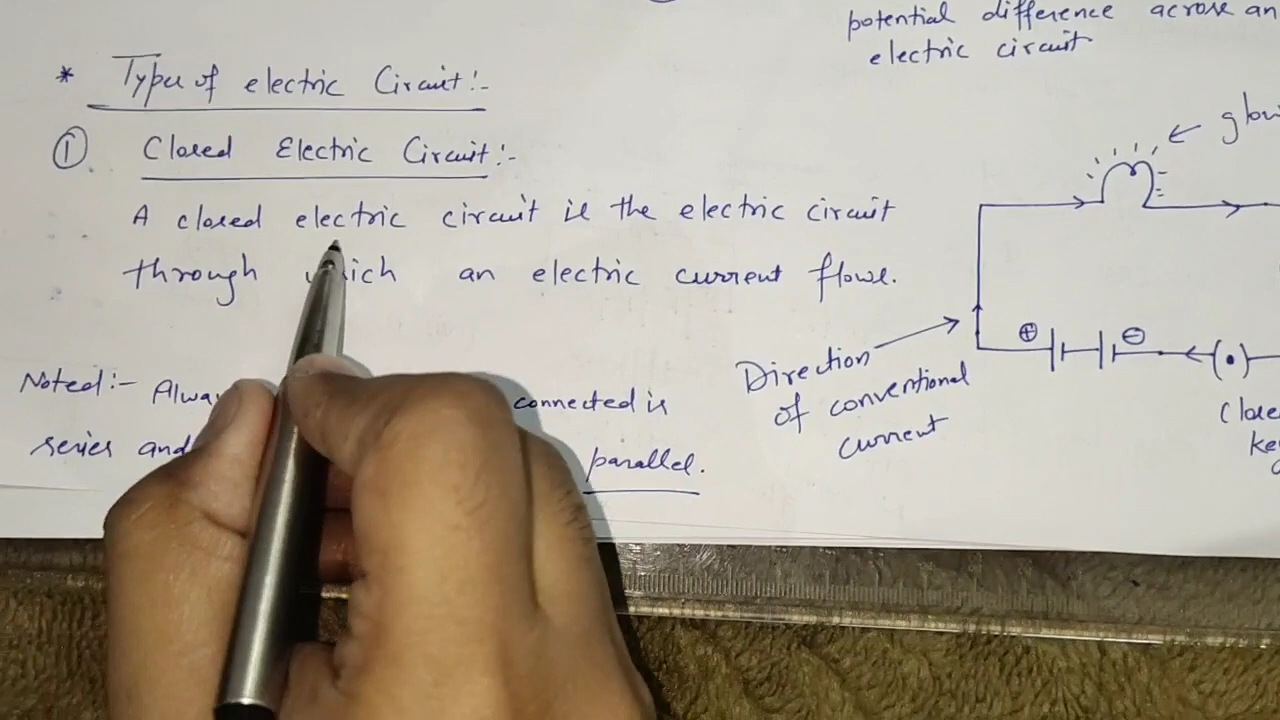 potential difference across an
electric circuit
* Types of electric Circuit:-
① Closed Electric Circuit:-
A closed electric circuit is the electric circuit
through which an electric current flows.
Noted:- connected is
series and parallel.
Direction
of conventional
current
⊕ ⊖